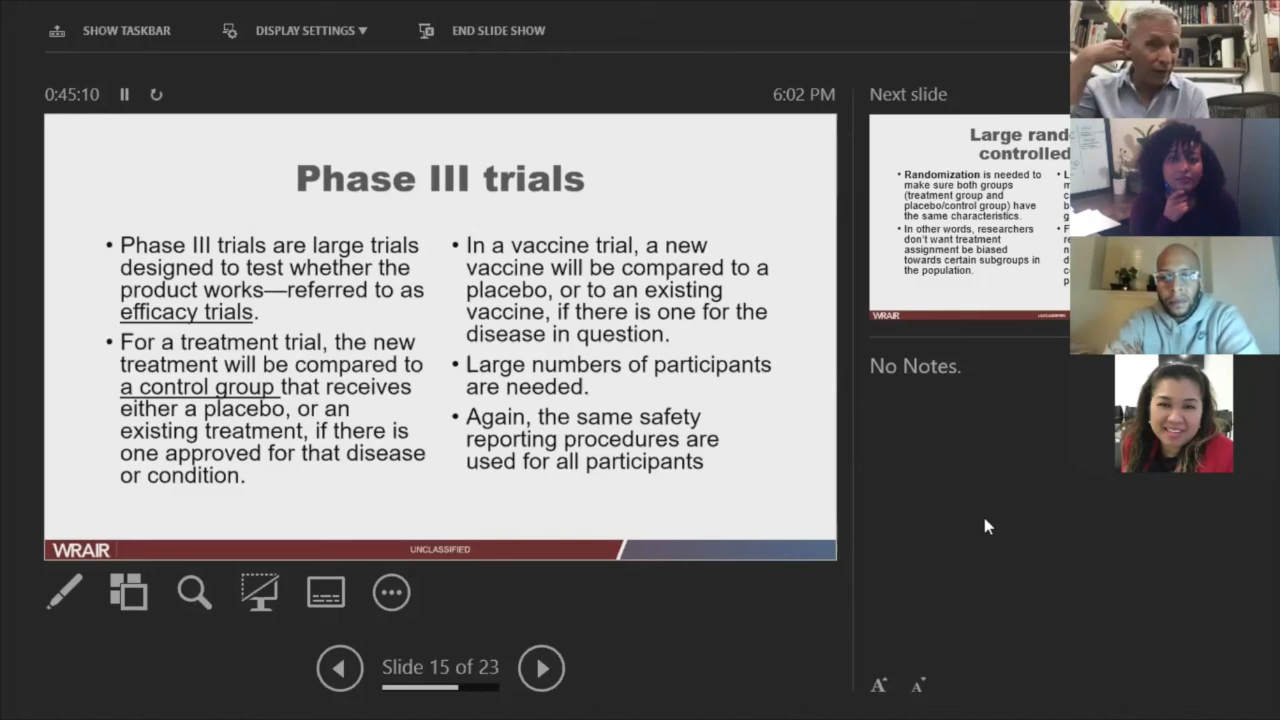 SHOW TASKBAR
DISPLAY SETTINGS ▼
END SLIDE SHOW
0:45:10
6:02 PM
Phase III trials
• Phase III trials are large trials
designed to test whether the
product works—referred to as
efficacy trials.
• For a treatment trial, the new
treatment will be compared to
a control group that receives
either a placebo, or an
existing treatment, if there is
one approved for that disease
or condition.
• In a vaccine trial, a new
vaccine will be compared to a
placebo, or to an existing
vaccine, if there is one for the
disease in question.
• Large numbers of participants
are needed.
• Again, the same safety
reporting procedures are
used for all participants
WRAIR
UNCLASSIFIED
Slide 15 of 23
Next slide
Large rand
controlled
• Randomization is needed to
make sure both groups
(treatment group and
placebo/control group) have
the same characteristics.
• In other words, researchers
don't want treatment
assignment be biased
towards certain subgroups in
the population.
WRAIR
No Notes.
A
A